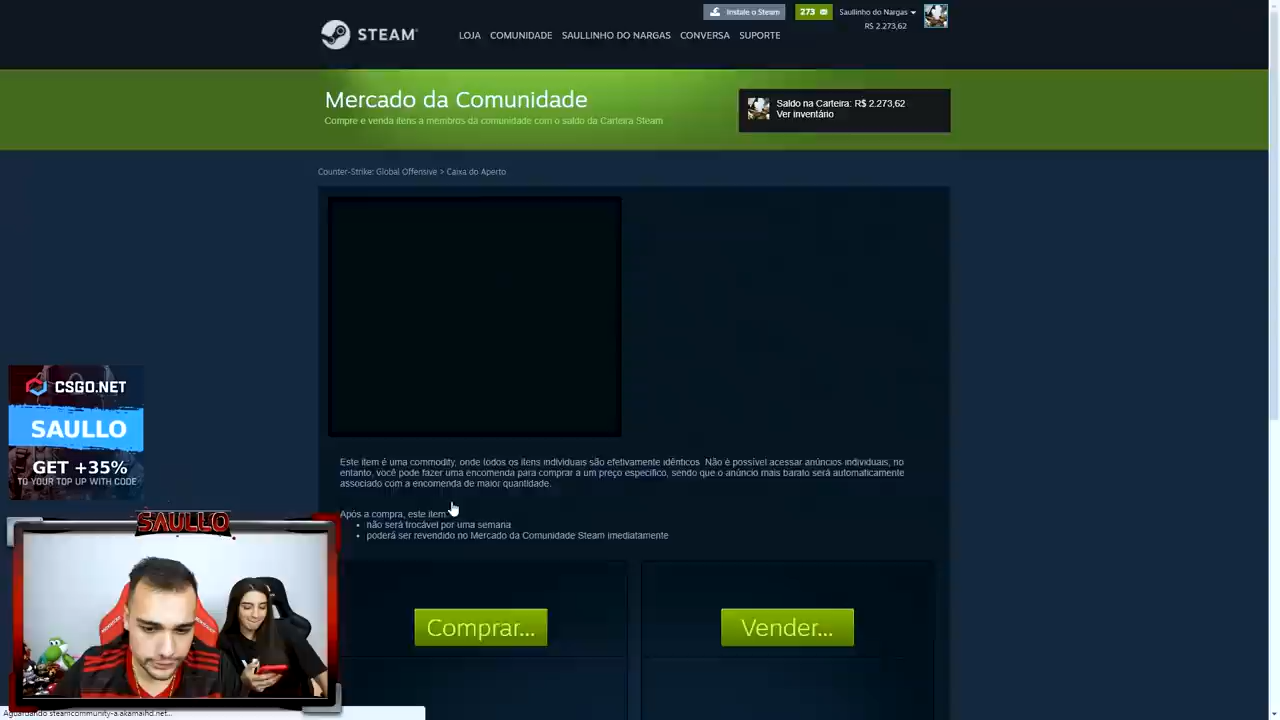 Instale o Steam
273
Saullinho do Nargas
R$ 2.273,62
STEAM
LOJA COMUNIDADE SAULLINHO DO NARGAS CONVERSA SUPORTE
Mercado da Comunidade
Compre e venda itens a membros da comunidade com o saldo da Carteira Steam
Saldo na Carteira: R$ 2.273,62
Ver inventário
Counter-Strike: Global Offensive > Caixa do Aperto
Este item é uma commodity, onde todos os itens individuais são efetivamente idênticos. Não é possível acessar anúncios individuais, no
entanto, você pode fazer uma encomenda para comprar a um preço específico, sendo que o anúncio mais barato será automaticamente
associado com a encomenda de maior quantidade.
Após a compra, este item:
não será trocável por uma semana
poderá ser revendido no Mercado da Comunidade Steam imediatamente
Comprar...
Vender...
CSGO.NET
SAULLO
GET +35%
TO YOUR TOP UP WITH CODE
SAULLO
Aguardando steamcommunity-a.akamaihd.net...